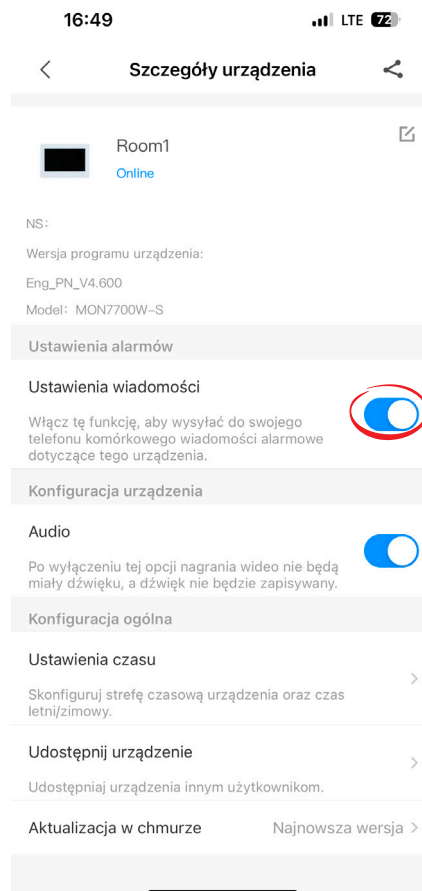 16:49
LTE 72
Szczegóły urządzenia
Room1
Online
NS:
Wersja programu urządzenia:
Eng_PN_V4.600
Model: MON7700W-S
Ustawienia alarmów
Ustawienia wiadomości
Włącz tę funkcję, aby wysyłać do swojego
telefonu komórkowego wiadomości alarmowe
dotyczące tego urządzenia.
Konfiguracja urządzenia
Audio
Po wyłączeniu tej opcji nagrania wideo nie będą
miały dźwięku, a dźwięk nie będzie zapisywany.
Konfiguracja ogólna
Ustawienia czasu
Skonfiguruj strefę czasową urządzenia oraz czas
letni/zimowy.
Udostępnij urządzenie
Udostępniaj urządzenia innym użytkownikom.
Aktualizacja w chmurze Najnowsza wersja